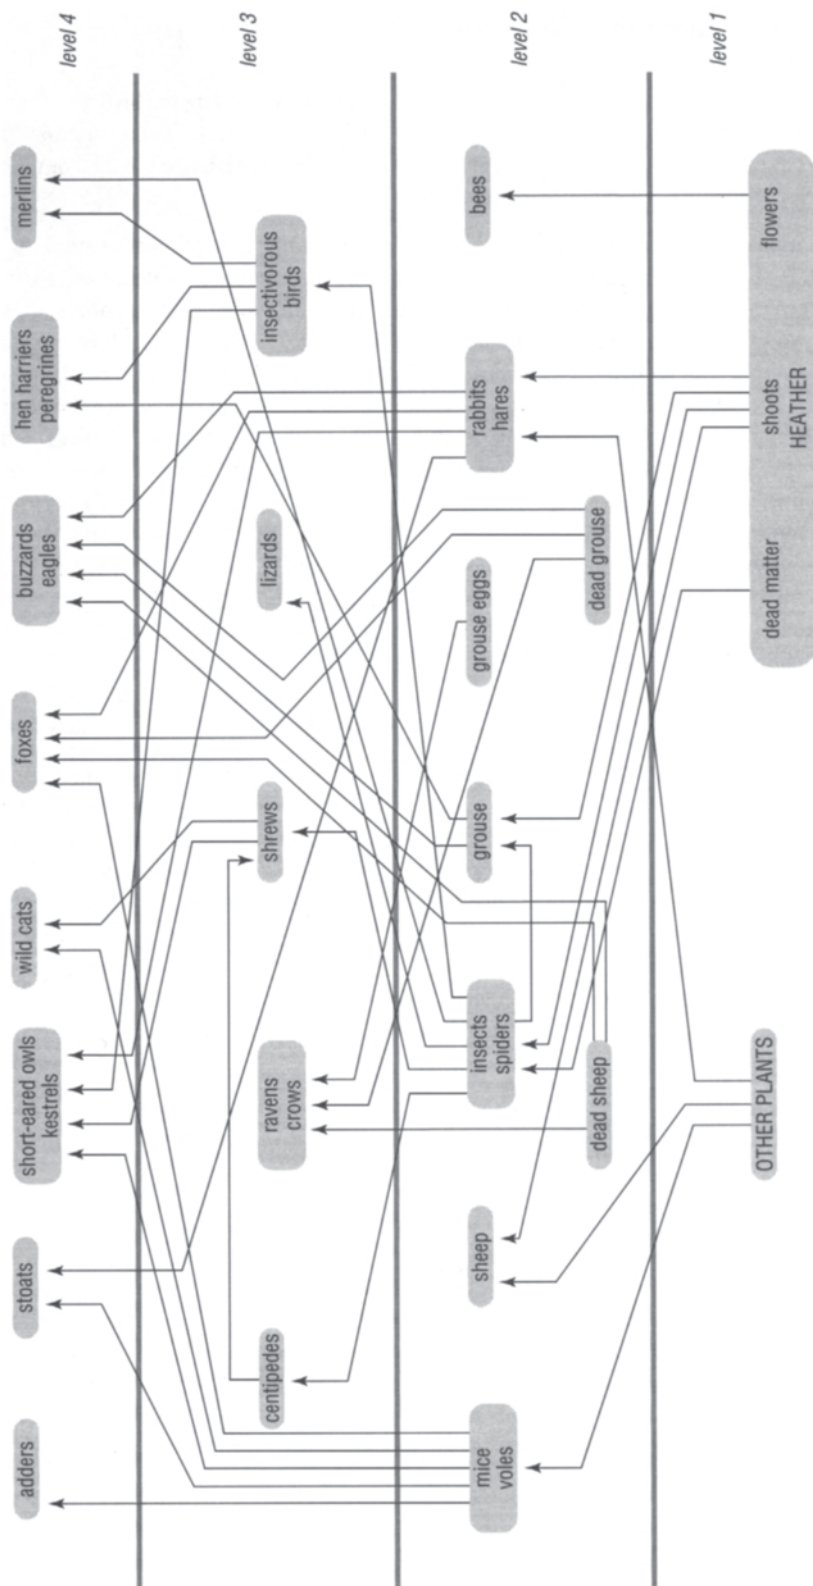 level 4
adders
stoats
short-eared owls
kestrels
wild cats
foxes
buzzards
eagles
hen harriers
peregrines
merlins
level 3
centipedes
ravens
crows
shrews
lizards
insectivorous
birds
level 2
mice
voles
sheep
dead sheep
insects
spiders
grouse
grouse eggs
dead grouse
rabbits
hares
bees
level 1
OTHER PLANTS
dead matter
shoots
flowers
HEATHER